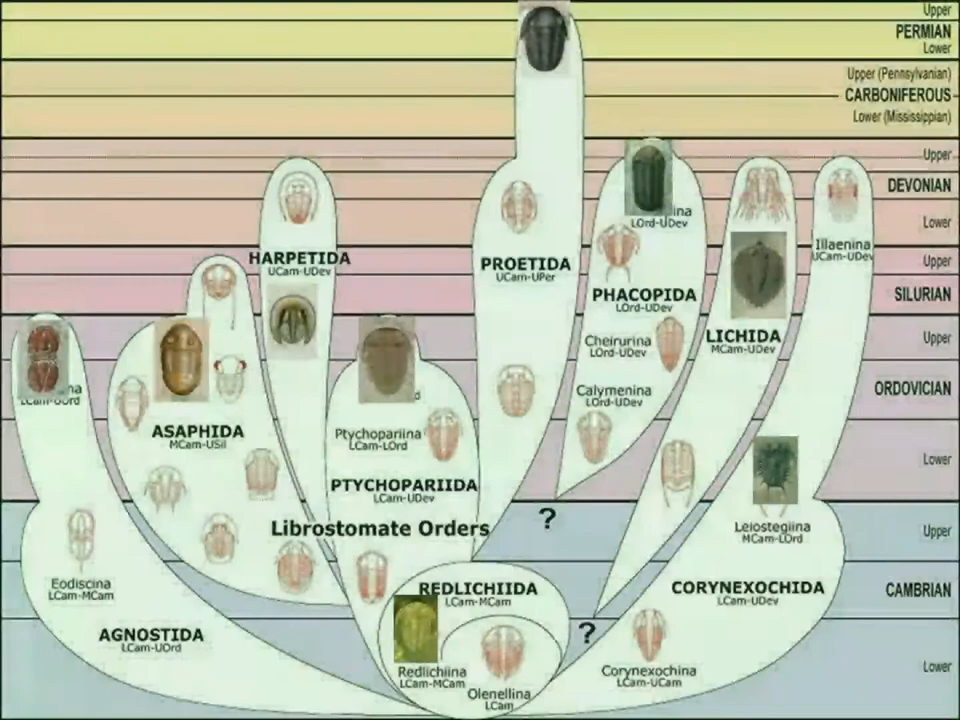 Upper
PERMIAN
Lower
Upper (Pennsylvanian)
CARBONIFEROUS
Lower (Mississippian)
Upper
DEVONIAN
Lower
Upper
SILURIAN
Upper
ORDOVICIAN
Lower
Upper
CAMBRIAN
Lower
HARPETIDA
UCam-UDev
PROETIDA
UCam-UPer
LOrd-UDev
PHACOPIDA
LOrd-UDev
Cheirurina
LOrd-UDev
Calymenina
LOrd-UDev
Illaenina
UCam-UDev
LICHIDA
MCam-UDev
LCam-UOrd
ASAPHIDA
MCam-USil
Ptychopariina
LCam-LOrd
PTYCHOPARIIDA
LCam-UDev
Librostomate Orders
?
Leiostegiina
MCam-LOrd
Eodiscina
LCam-MCam
AGNOSTIDA
LCam-UOrd
REDLICHIIDA
LCam-MCam
Redlichiina
LCam-MCam
Olenellina
LCam
?
CORYNEXOCHIDA
LCam-UDev
Corynexochina
LCam-UCam